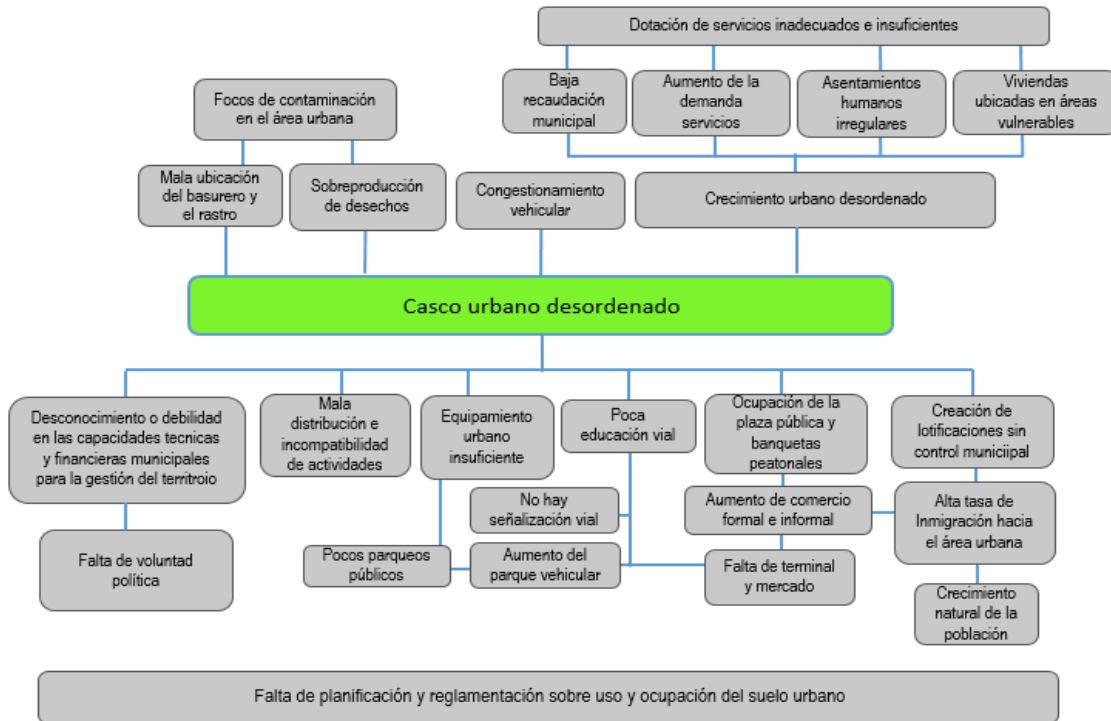 Dotación de servicios inadecuados e insuficientes
Baja
recaudación
municipal
Aumento de la
demanda
servicios
Asentamientos
humanos
irregulares
Viviendas
ubicadas en áreas
vulnerables
Focos de contaminación
en el área urbana
Mala ubicación
del basurero y
el rastro
Sobreproducción
de desechos
Congestionamiento
vehicular
Crecimiento urbano desordenado
Casco urbano desordenado
Desconocimiento o debilidad
en las capacidades tecnicas
y financieras municipales
para la gestión del territroio
Mala
distribución e
incompatibilidad
de actividades
Equipamiento
urbano
insuficiente
Poca
educación vial
Ocupación de la
plaza pública y
banquetas
peatonales
Creación de
lotificaciones sin
control municiipal
No hay
señalización vial
Aumento de comercio
formal e informal
Alta tasa de
Inmigración hacia
el área urbana
Falta de voluntad
política
Pocos parqueos
públicos
Aumento del
parque vehicular
Falta de terminal
y mercado
Crecimiento
natural de la
población
Falta de planificación y reglamentación sobre uso y ocupación del suelo urbano